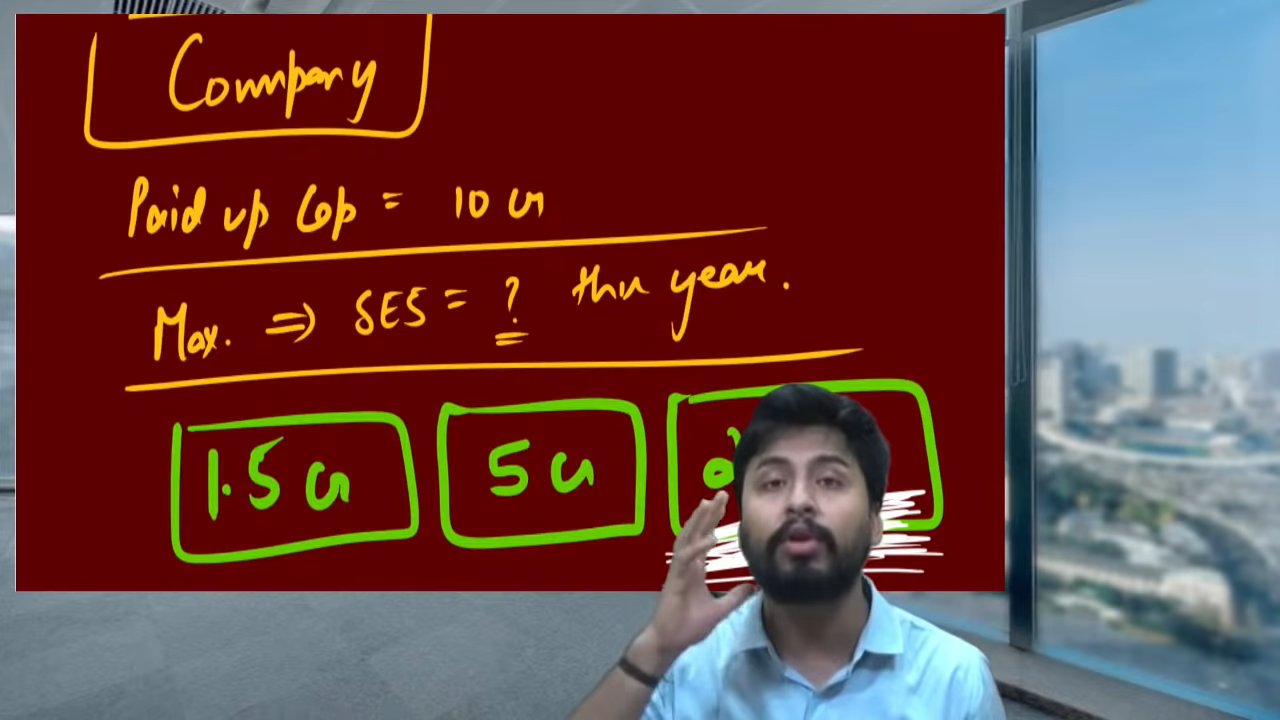 Company
Paid up Cap = 10 cr
Max. ⇒ SES = ? this year.
1.5 cr 5 cr